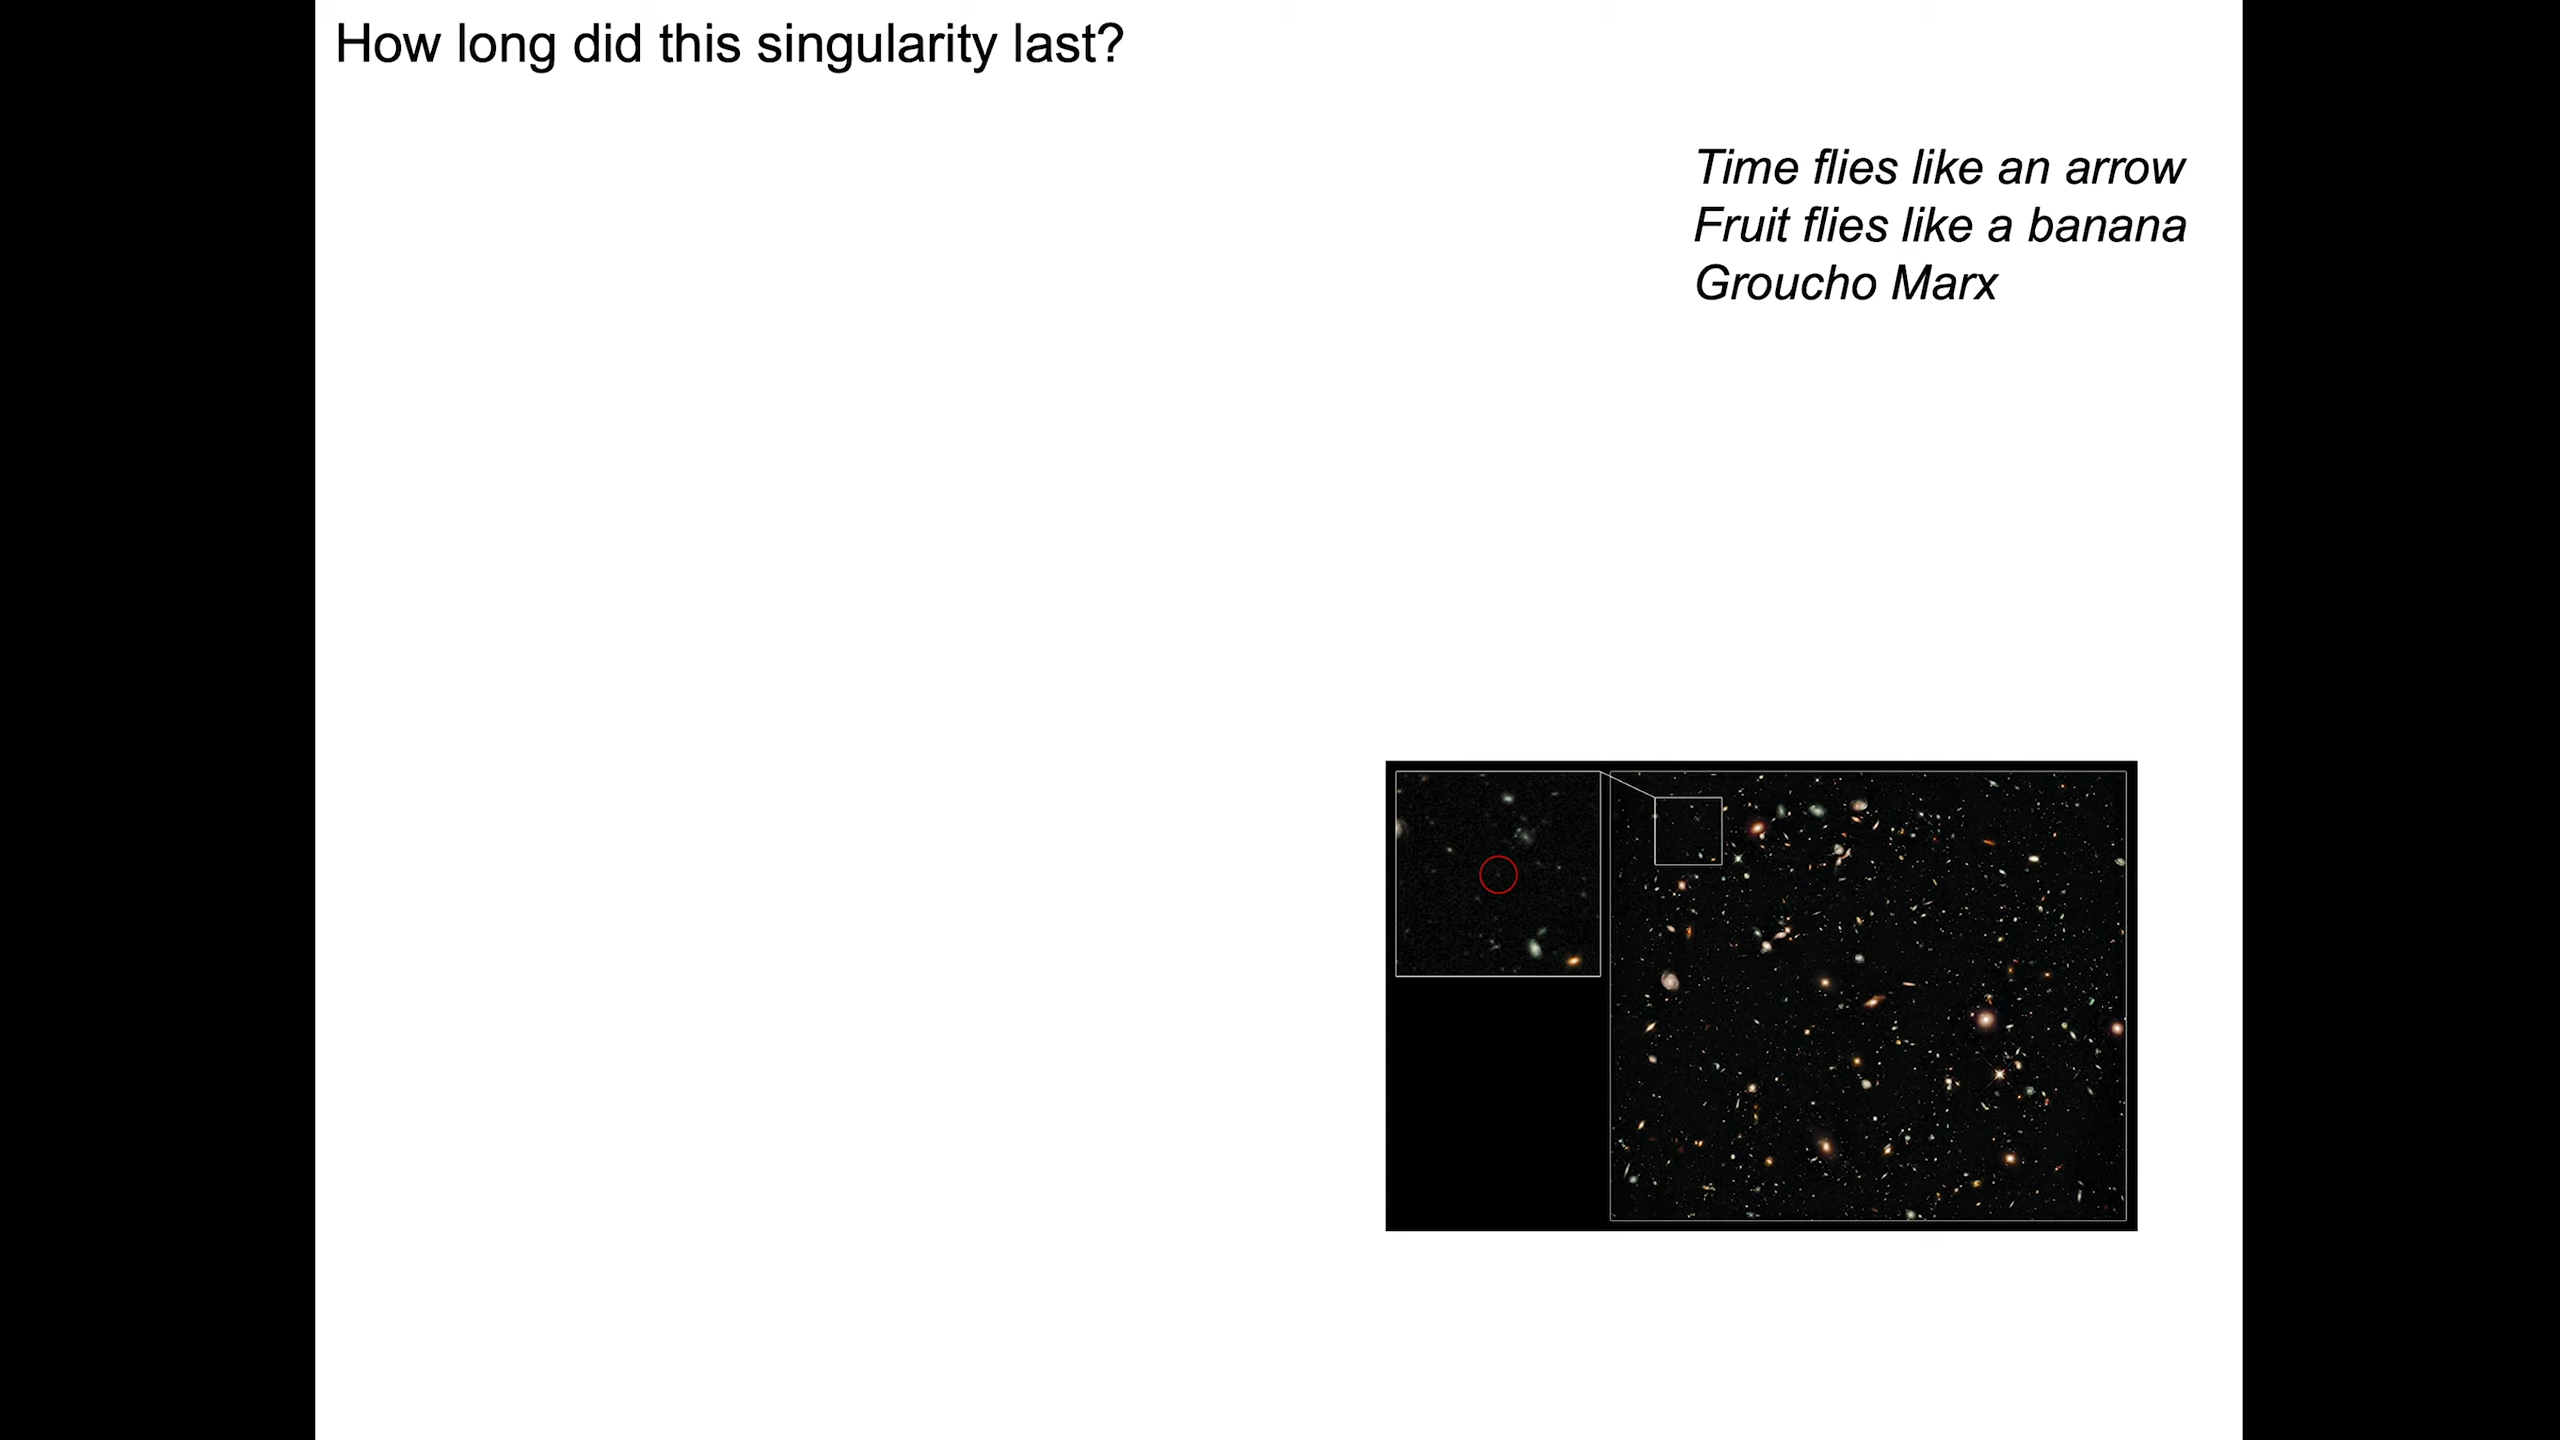 How long did this singularity last?
Time flies like an arrow
Fruit flies like a banana
Groucho Marx